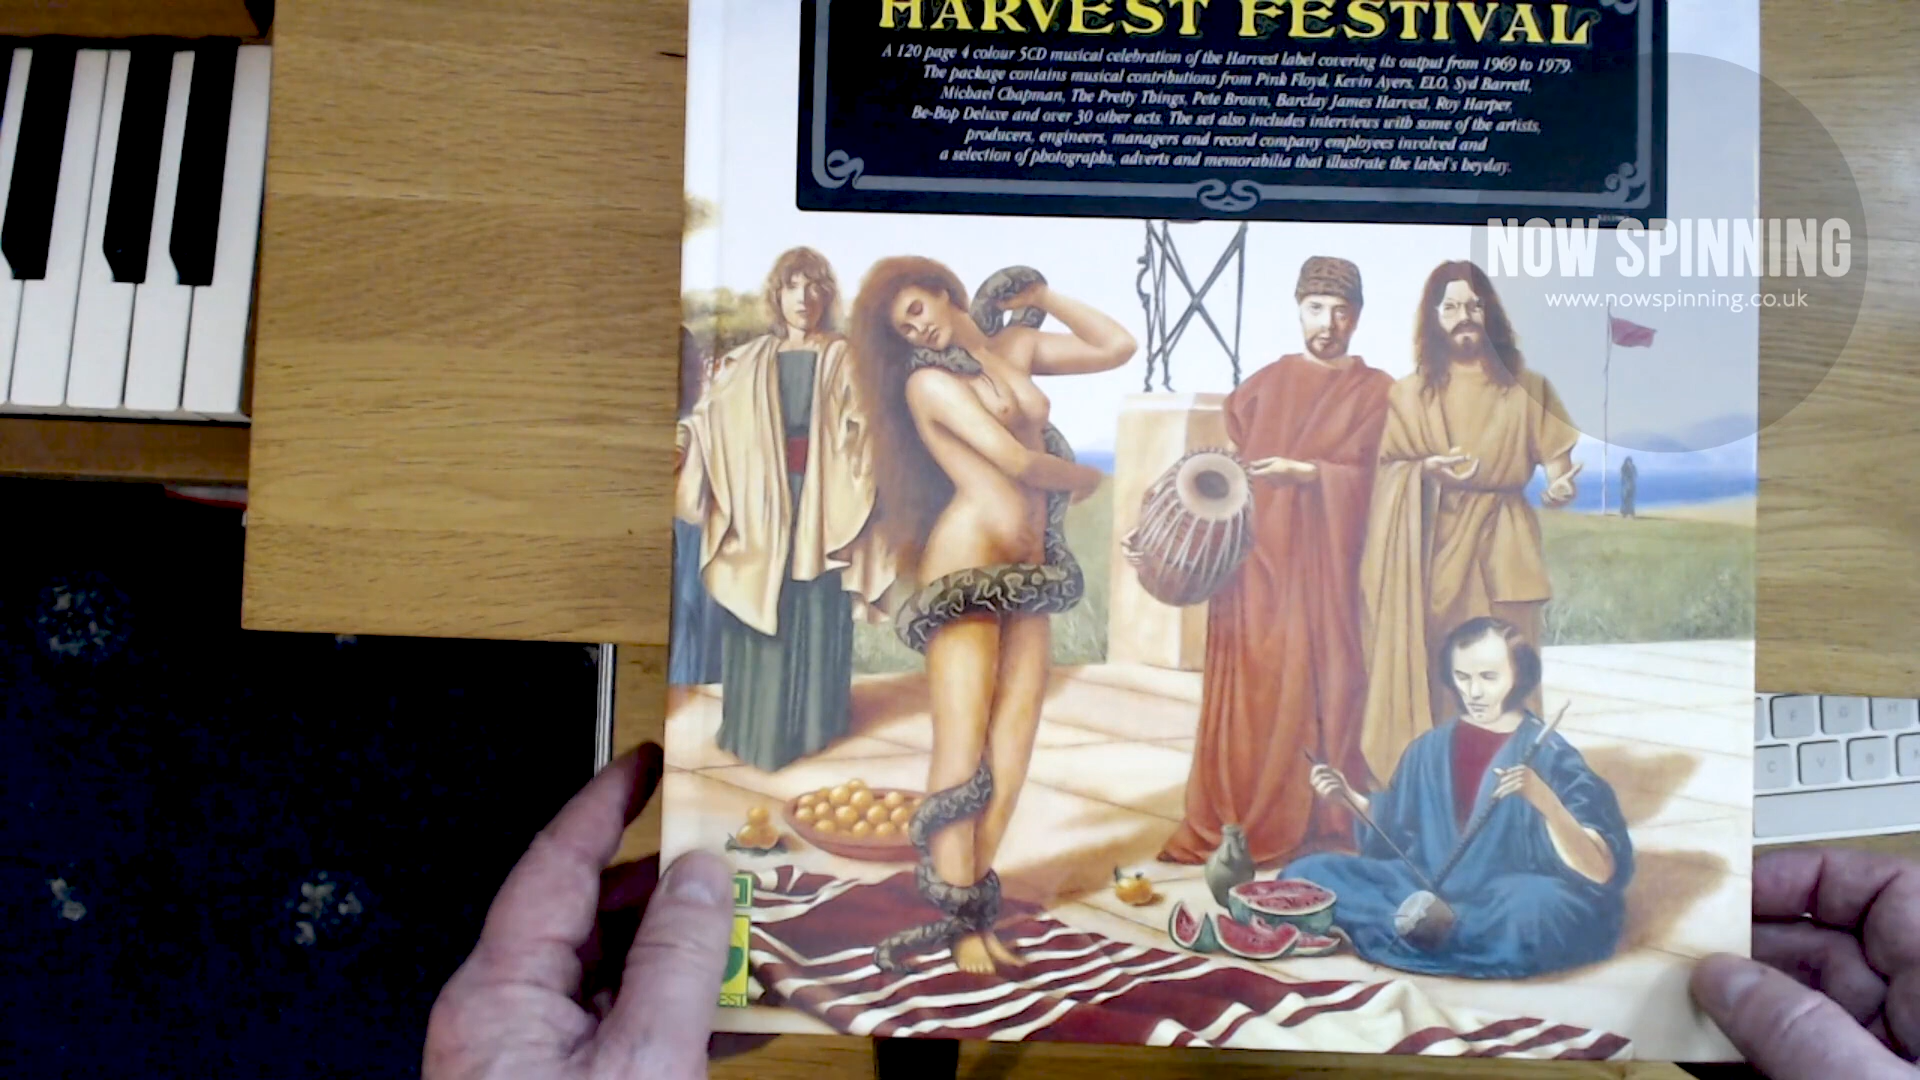 HARVEST FESTIVAL
A 120 page 4 colour 5CD musical celebration of the Harvest label covering its output from 1969 to 1979.
The package contains musical contributions from Pink Floyd, Kevin Ayers, ELO, Syd Barrett,
Michael Chapman, The Pretty Things, Pete Brown, Barclay James Harvest, Roy Harper,
Be-Bop Deluxe and over 30 other acts. The set also includes interviews with some of the artists,
producers, engineers, managers and record company employees involved and
a selection of photographs, adverts and memorabilia that illustrate the label's heyday.
NOW SPINNING
www.nowspinning.co.uk
F G H
C V B
EST